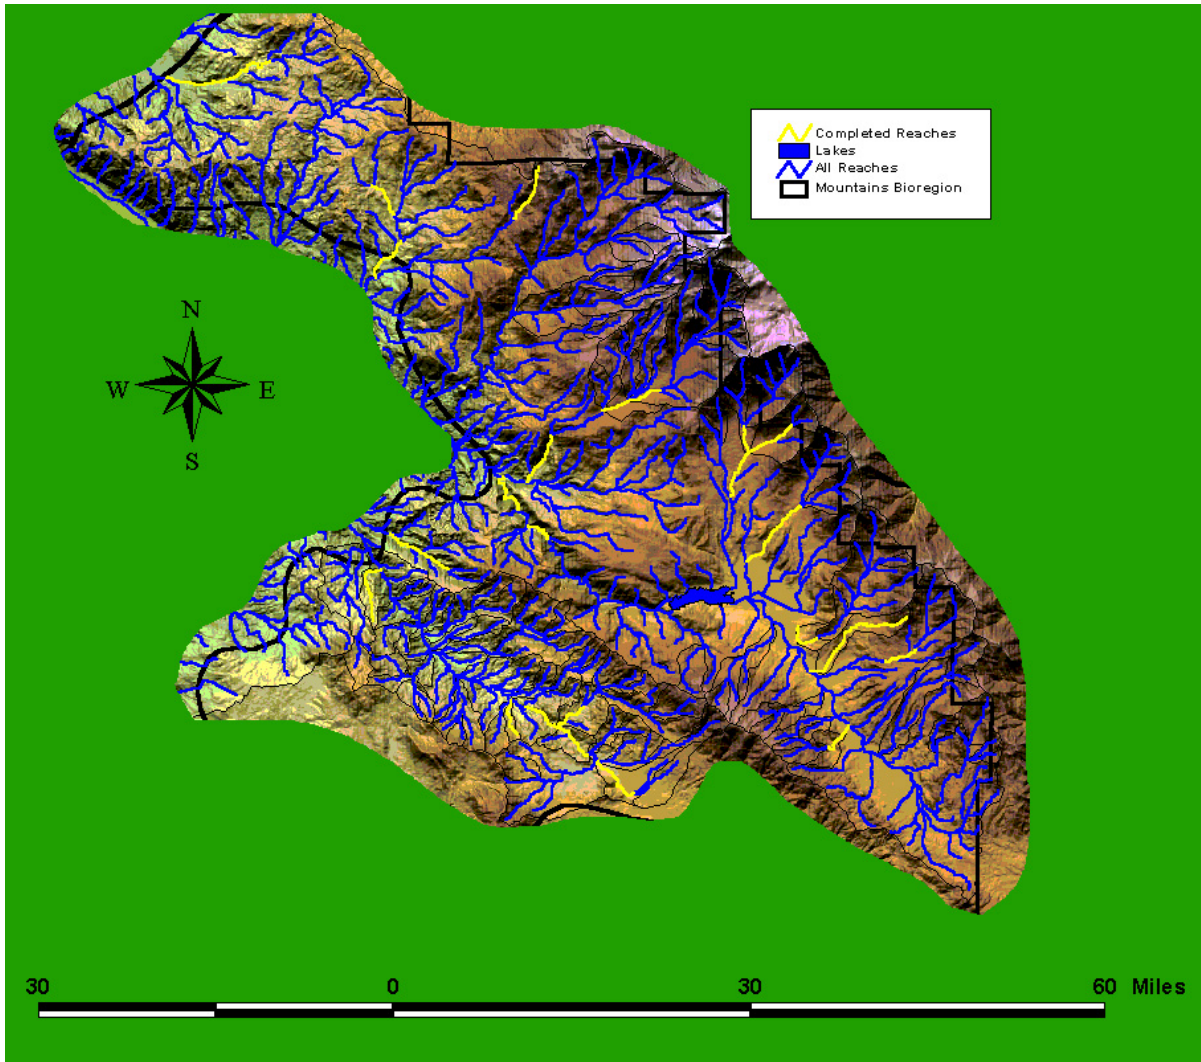 Completed Reaches
Lakes
All Reaches
Mountains Bioregion
N
W E
S
30 0 30 60 Miles